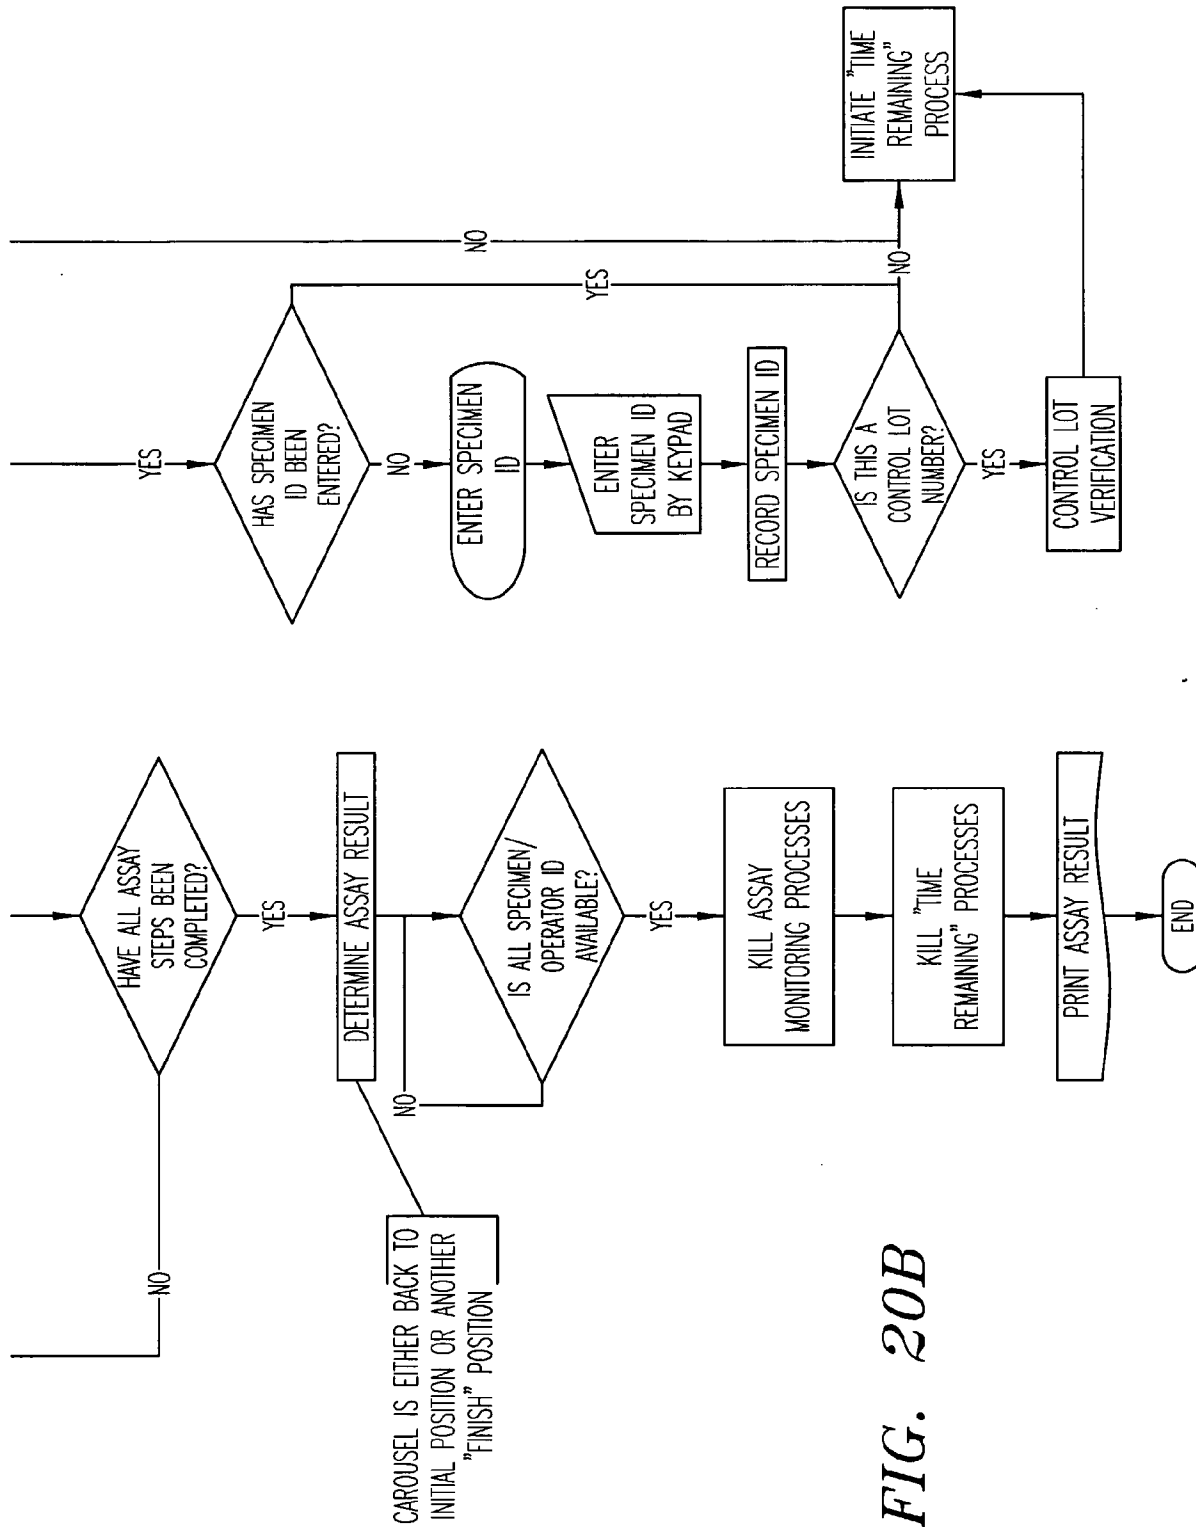 HAVE ALL ASSAY
STEPS BEEN
COMPLETED?
NO
YES
DETERMINE ASSAY RESULT
CAROUSEL IS EITHER BACK TO
INITIAL POSITION OR ANOTHER
"FINISH" POSITION
NO
IS ALL SPECIMEN/
OPERATOR ID
AVAILABLE?
YES
KILL ASSAY
MONITORING PROCESSES
KILL "TIME
REMAINING" PROCESSES
PRINT ASSAY RESULT
END
YES
HAS SPECIMEN
ID BEEN
ENTERED?
NO
YES
NO
ENTER SPECIMEN
ID
ENTER
SPECIMEN ID
BY KEYPAD
RECORD SPECIMEN ID
IS THIS A
CONTROL LOT
NUMBER?
NO
YES
CONTROL LOT
VERIFICATION
INITIATE "TIME
REMAINING"
PROCESS
FIG. 20B